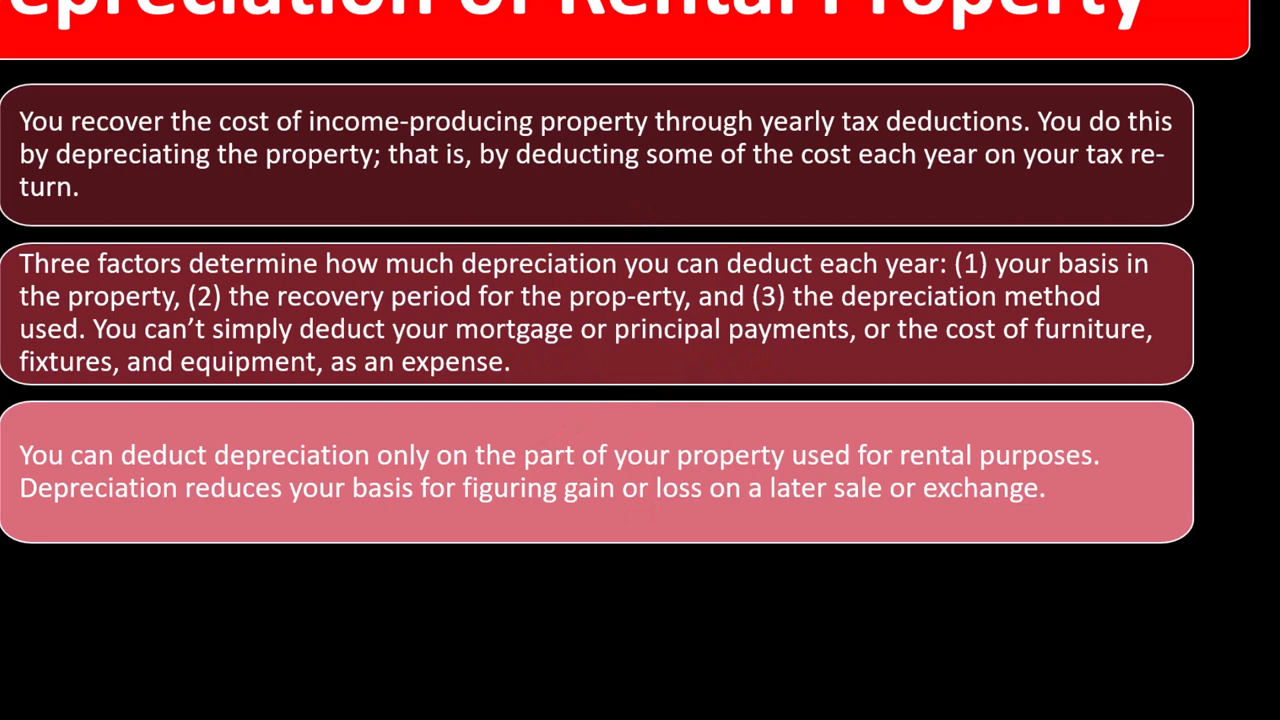 epreciation of Rental Property
You recover the cost of income-producing property through yearly tax deductions. You do this
by depreciating the property; that is, by deducting some of the cost each year on your tax re-
turn.
Three factors determine how much depreciation you can deduct each year: (1) your basis in
the property, (2) the recovery period for the prop-erty, and (3) the depreciation method
used. You can’t simply deduct your mortgage or principal payments, or the cost of furniture,
fixtures, and equipment, as an expense.
You can deduct depreciation only on the part of your property used for rental purposes.
Depreciation reduces your basis for figuring gain or loss on a later sale or exchange.